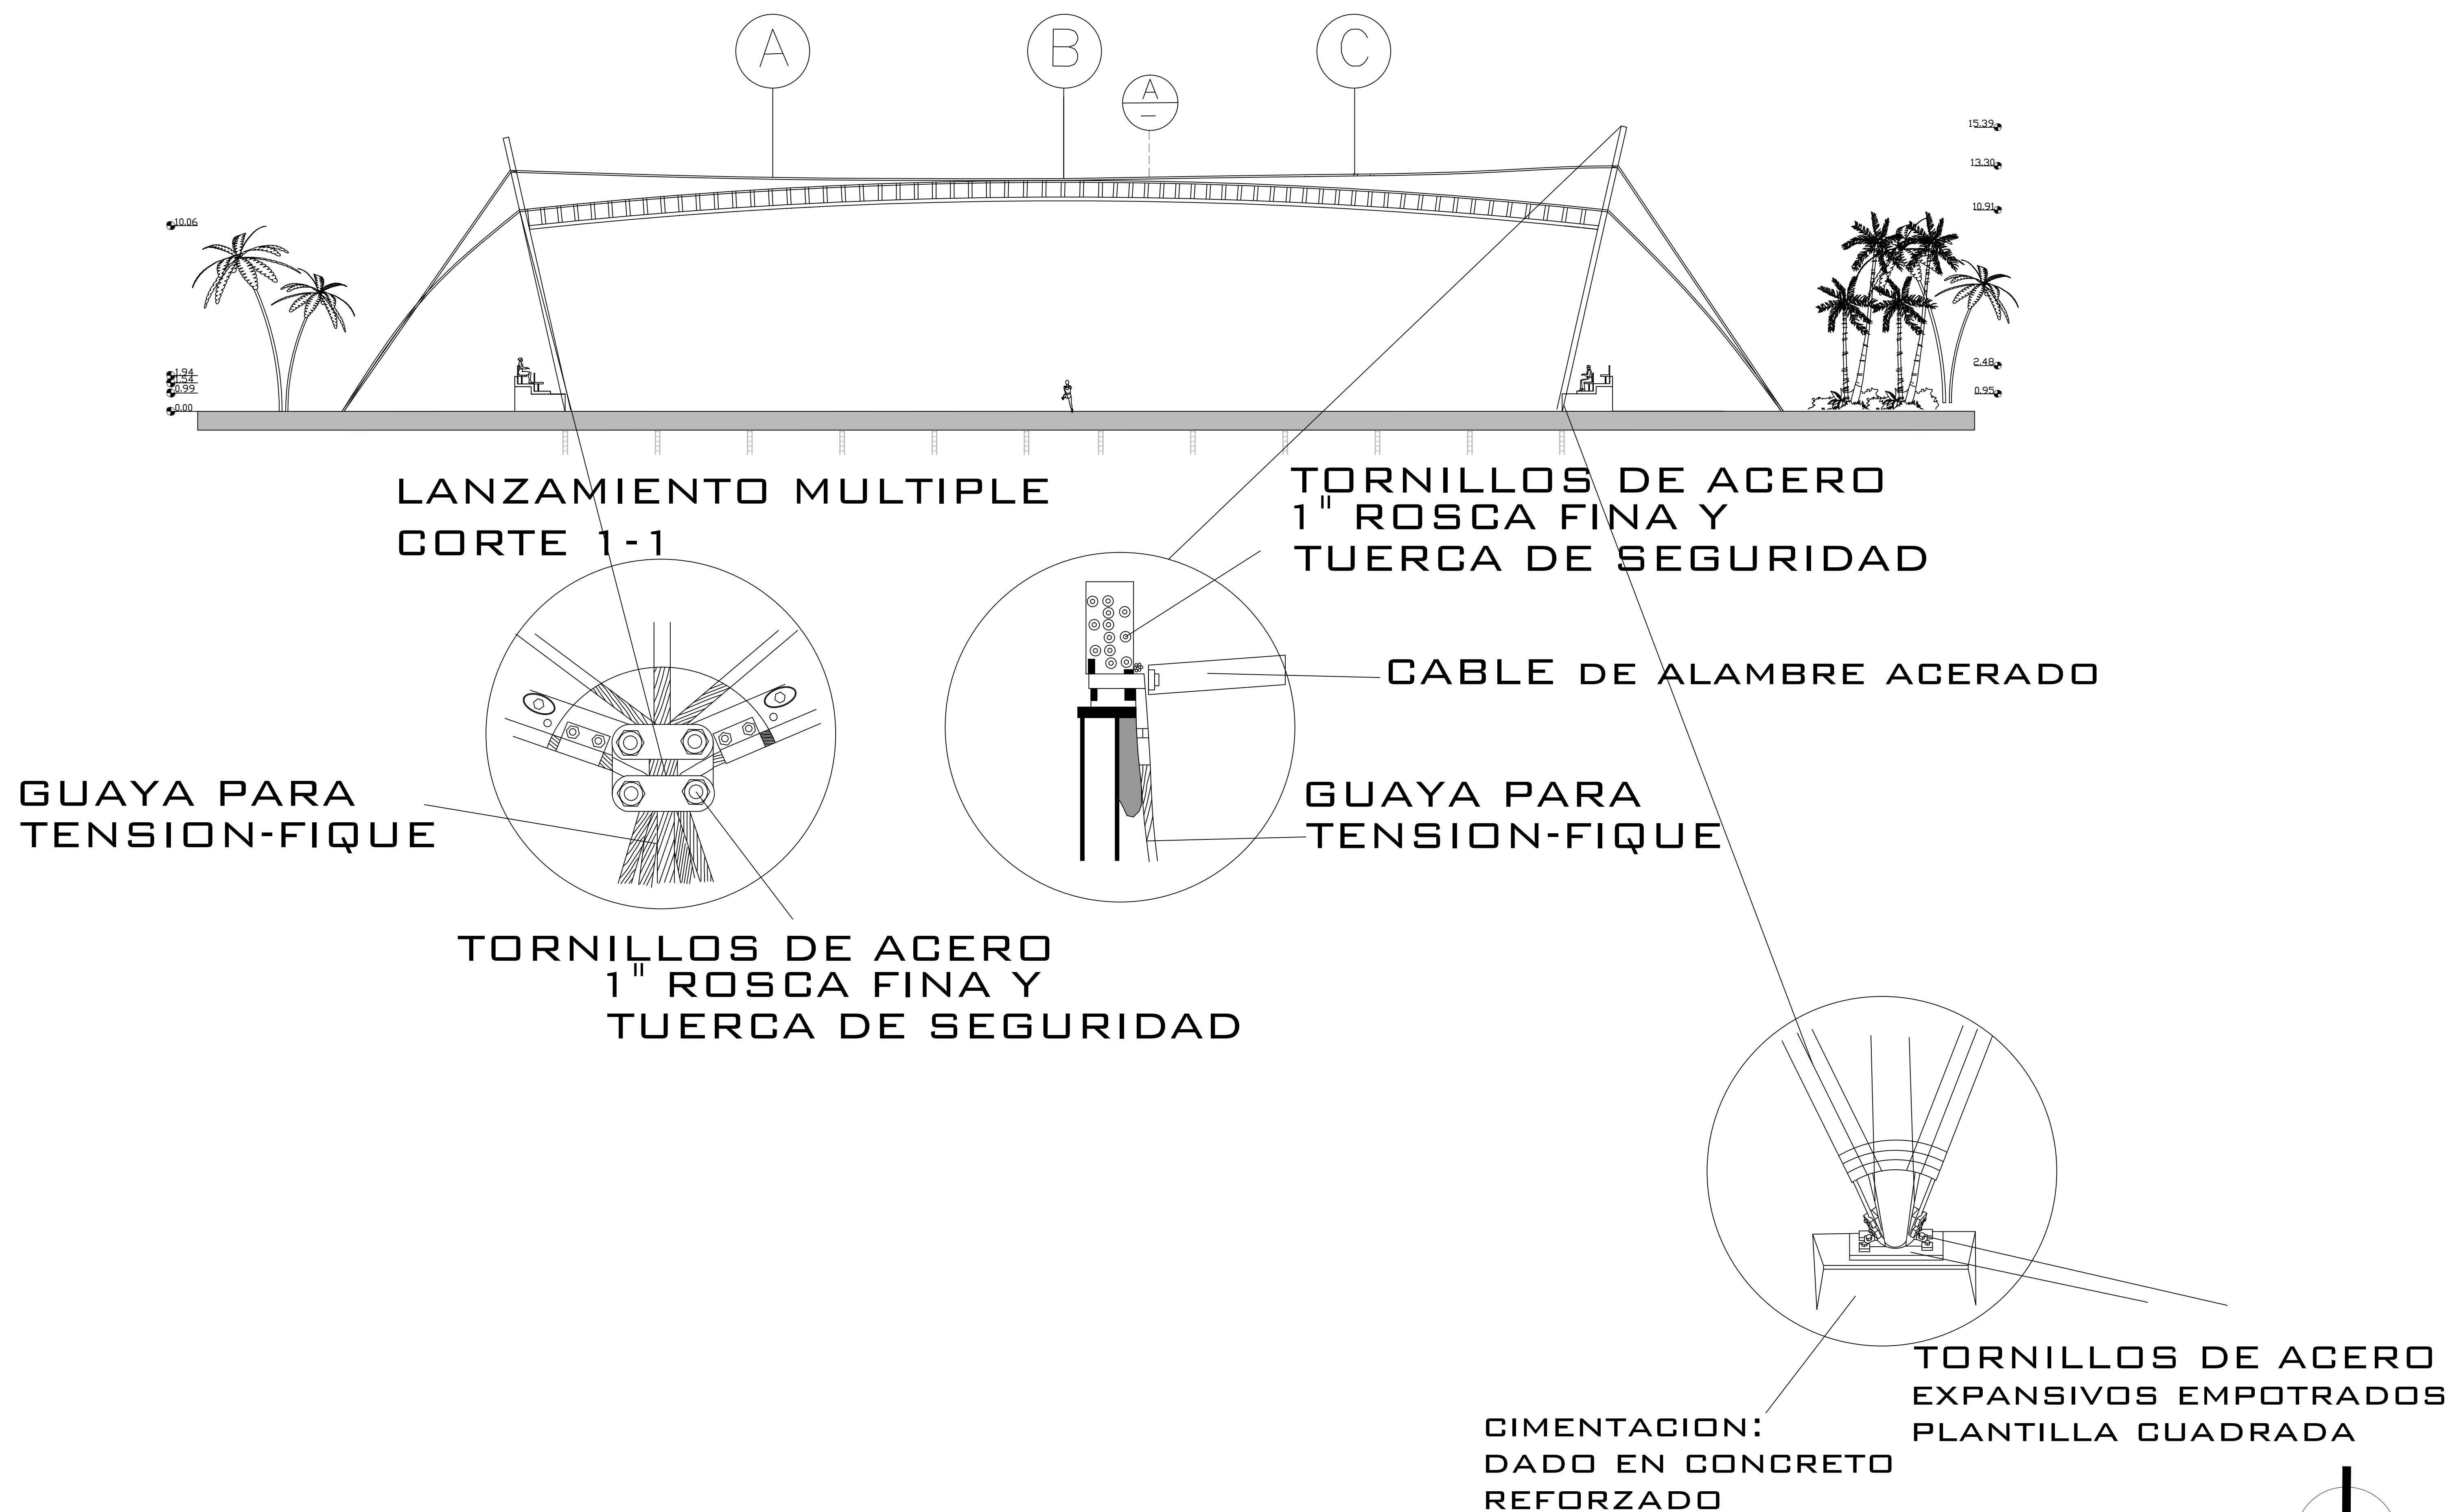 A
B
C
A
15.39
13.30
10.91
10.06
2.48
0.95
1.94
1.54
0.99
0.00
LANZAMIENTO MULTIPLE
CORTE 1-1
TORNILLOS DE ACERO
1" ROSCA FINA Y
TUERCA DE SEGURIDAD
CABLE DE ALAMBRE ACERADO
GUAYA PARA
TENSION-FIQUE
GUAYA PARA
TENSION-FIQUE
TORNILLOS DE ACERO
1" ROSCA FINA Y
TUERCA DE SEGURIDAD
TORNILLOS DE ACERO
EXPANSIVOS EMPOTRADOS
PLANTILLA CUADRADA
CIMENTACION:
DADO EN CONCRETO
REFORZADO